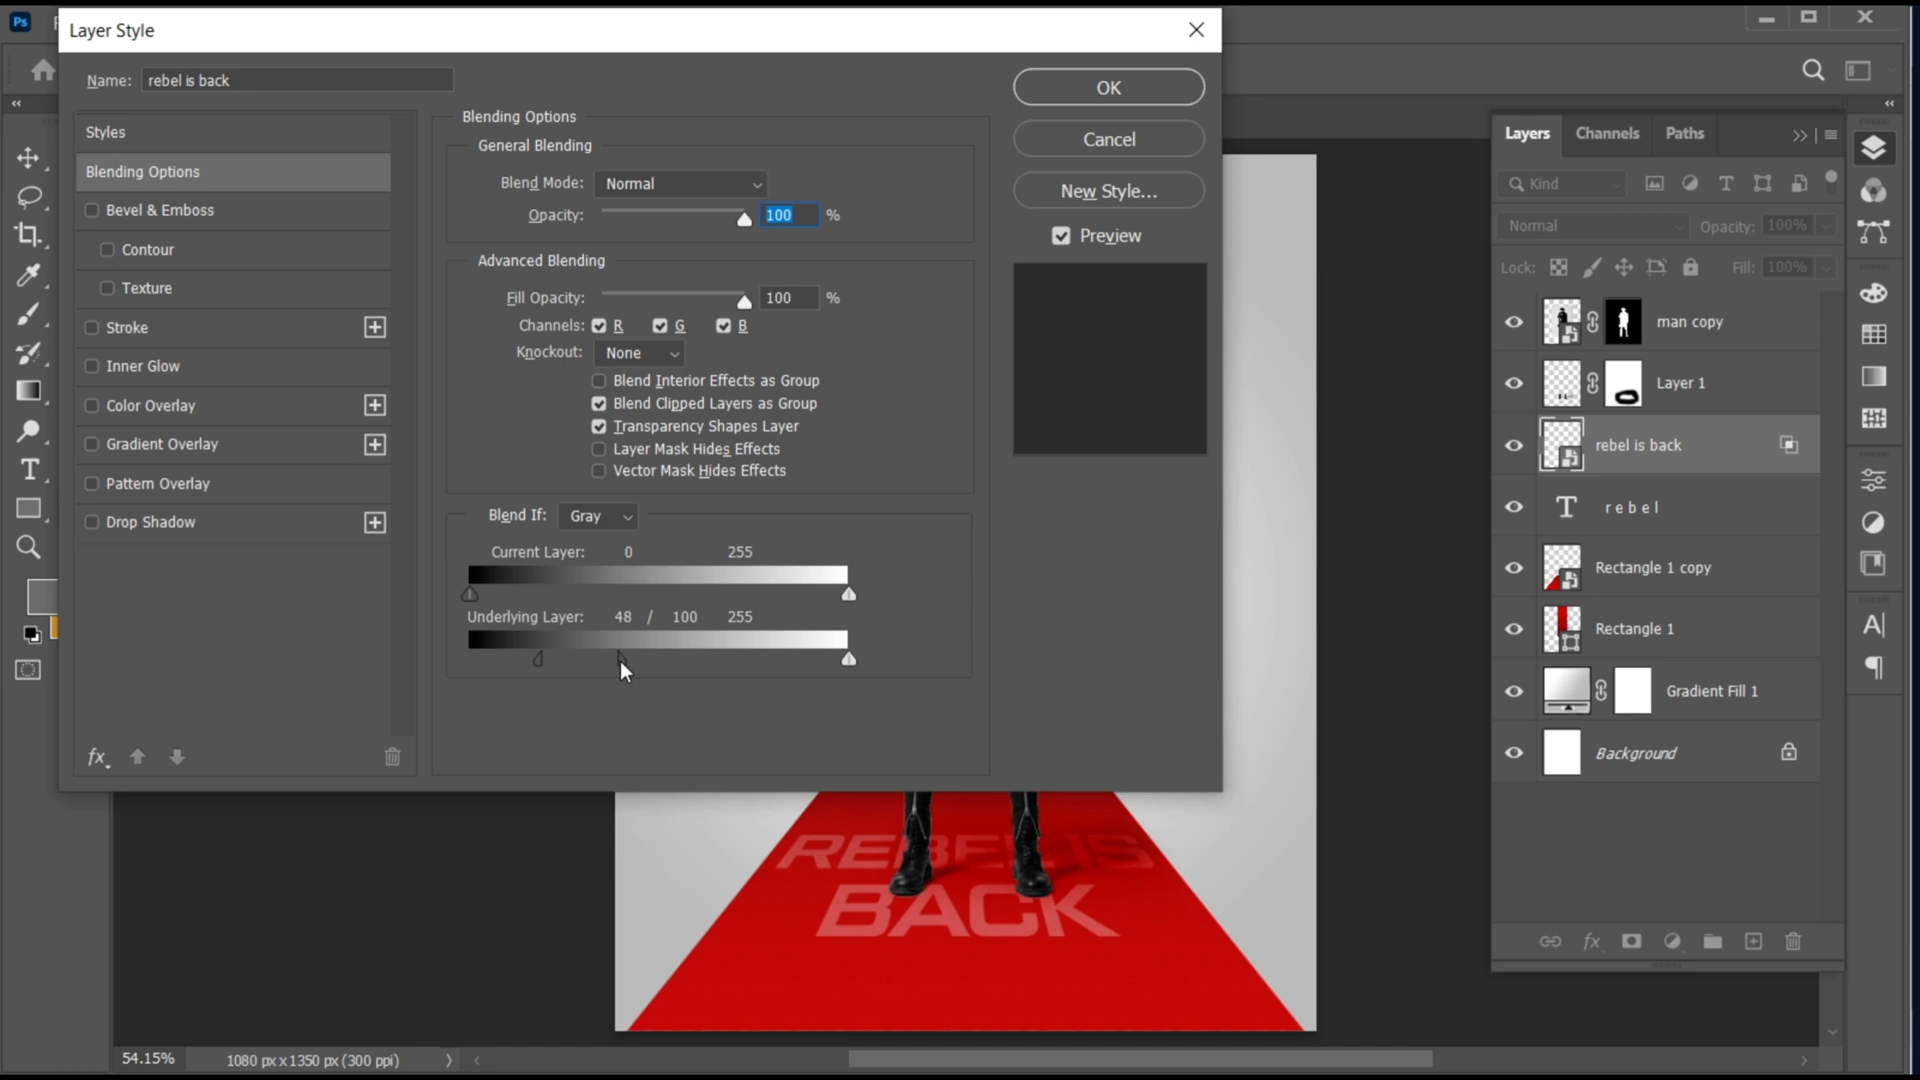 Ps
Layer Style
Name: rebel is back
Styles
Blending Options
Bevel & Emboss
Contour
Texture
Stroke
Inner Glow
Color Overlay
Gradient Overlay
Pattern Overlay
Drop Shadow
fx
Blending Options
General Blending
Blend Mode: Normal
Opacity: 100 %
Advanced Blending
Fill Opacity: 100 %
Channels: R G B
Knockout: None
Blend Interior Effects as Group
Blend Clipped Layers as Group
Transparency Shapes Layer
Layer Mask Hides Effects
Vector Mask Hides Effects
Blend If: Gray
Current Layer: 0 255
Underlying Layer: 48 / 100 255
OK
Cancel
New Style...
Preview
Layers Channels Paths
Kind
Normal Opacity: 100%
Lock: Fill: 100%
man copy
Layer 1
rebel is back
r e b e l
Rectangle 1 copy
Rectangle 1
Gradient Fill 1
Background
fx
REBEL IS
BACK
54.15% 1080 px x 1350 px (300 ppi)